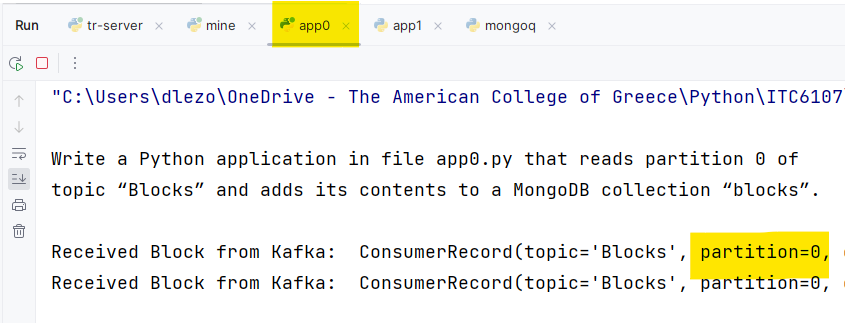 Run tr-server mine app0 app1 mongoq
"C:\Users\dlezo\OneDrive - The American College of Greece\Python\ITC6107\
Write a Python application in file app0.py that reads partition 0 of
topic “Blocks” and adds its contents to a MongoDB collection “blocks”.
Received Block from Kafka:  ConsumerRecord(topic='Blocks', partition=0,
Received Block from Kafka:  ConsumerRecord(topic='Blocks', partition=0,